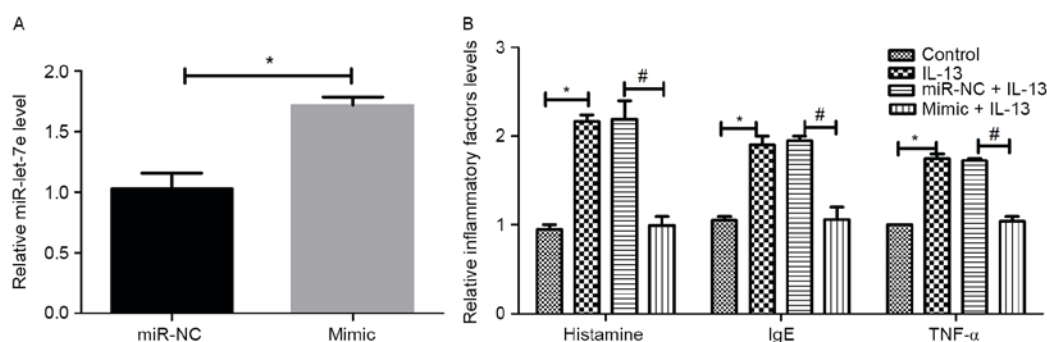 A
Relative miR-let-7e level
2.0
1.5
1.0
0.5
0.0
*
miR-NC
Mimic
B
Relative inflammatory factors levels
3
2
1
0
Control
IL-13
miR-NC + IL-13
Mimic + IL-13
* #
* #
* #
Histamine
IgE
TNF-α